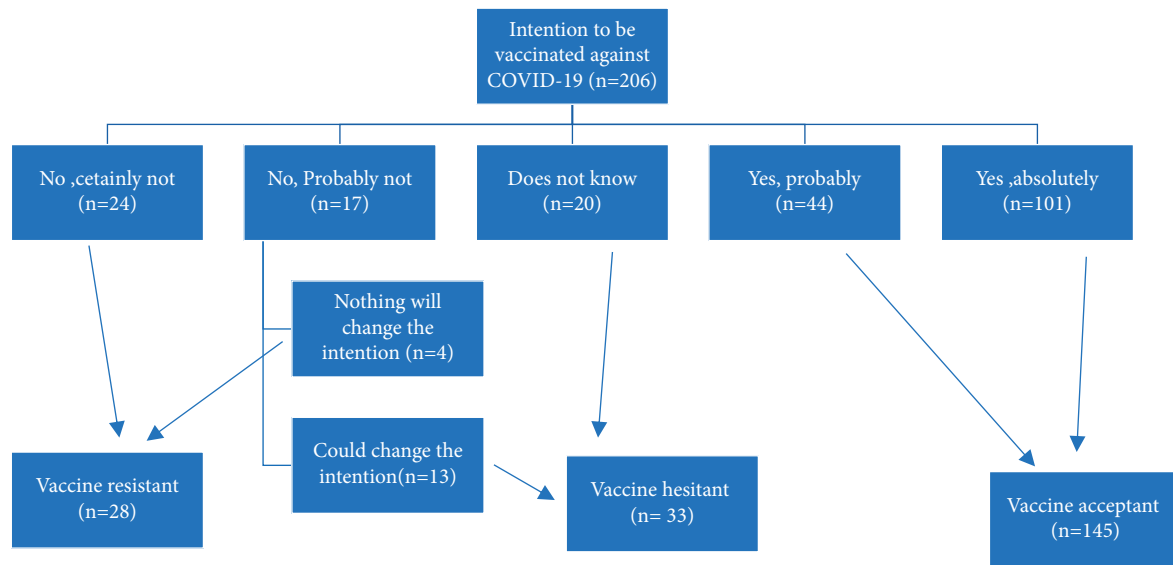 Intention to be
vaccinated against
COVID-19 (n=206)
No ,cetainly not
(n=24)
No, Probably not
(n=17)
Does not know
(n=20)
Yes, probably
(n=44)
Yes ,absolutely
(n=101)
Nothing will
change the
intention (n=4)
Could change the
intention(n=13)
Vaccine resistant
(n=28)
Vaccine hesitant
(n= 33)
Vaccine acceptant
(n=145)